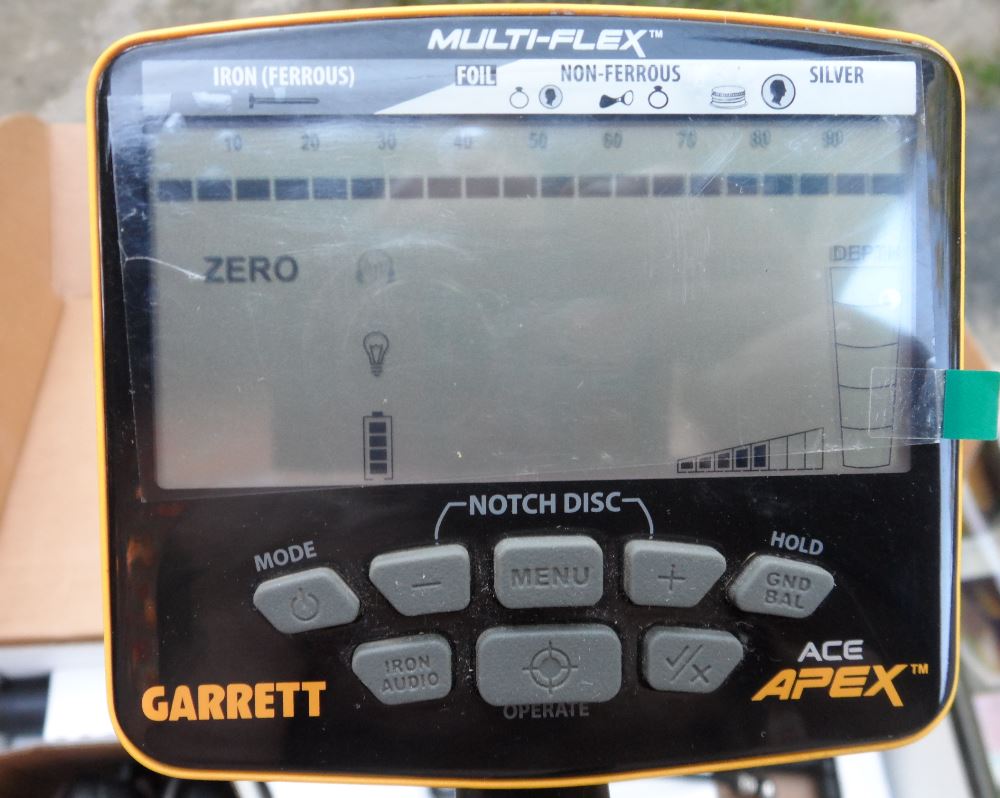 MULTI-FLEX™
IRON (FERROUS) FOIL NON-FERROUS SILVER
10 20 30 40 50 60 70 80 90
ZERO DEPTH
NOTCH DISC
MODE HOLD
− MENU +
GND
BAL
IRON
AUDIO
OPERATE
GARRETT
ACE
APEX™